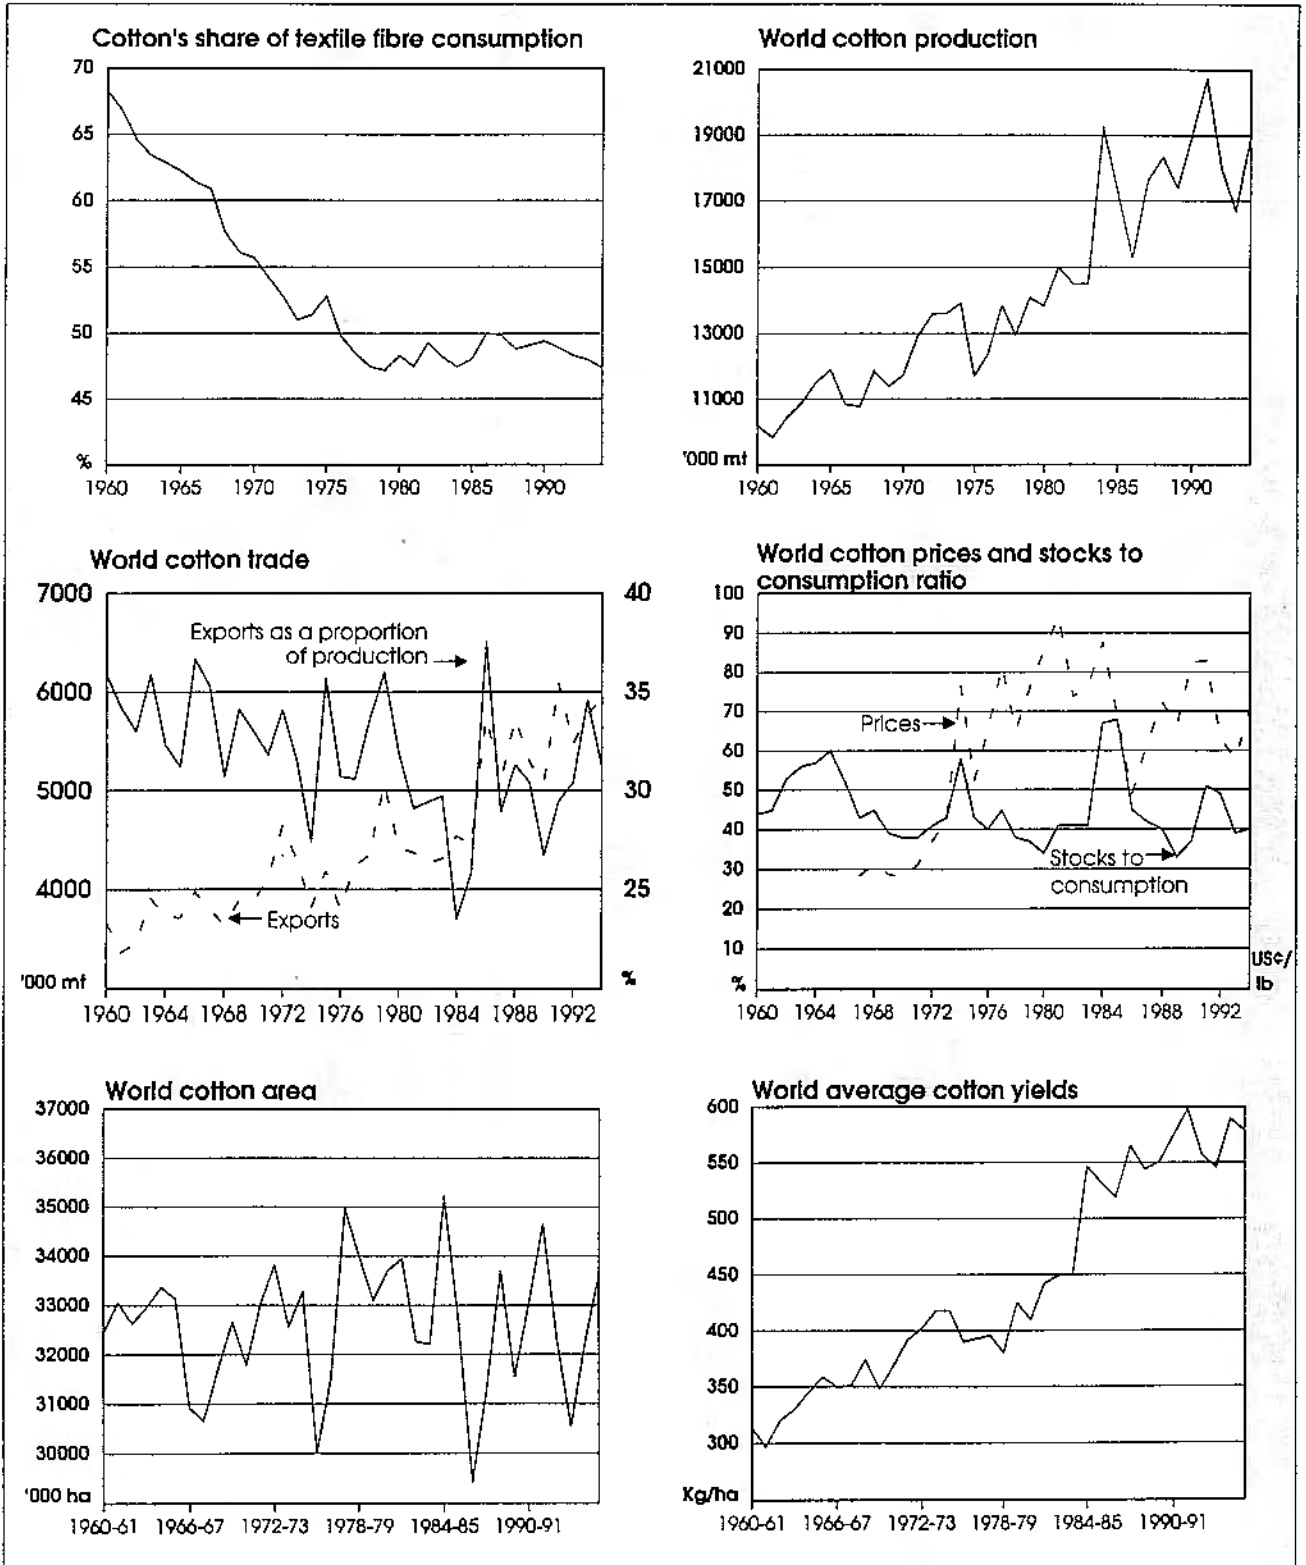 Cotton's share of textile fibre consumption
70
65
60
55
50
45
%
1960 1965 1970 1975 1980 1985 1990
World cotton production
21000
19000
17000
15000
13000
11000
'000 mt
1960 1965 1970 1975 1980 1985 1990
World cotton trade
7000
6000
5000
4000
'000 mt
40
35
30
25
%
Exports as a proportion
of production
Exports
1960 1964 1968 1972 1976 1980 1984 1988 1992
World cotton prices and stocks to
consumption ratio
100
90
80
70
60
50
40
30
20
10
%
Prices
Stocks to
consumption
US¢/
lb
1960 1964 1968 1972 1976 1980 1984 1988 1992
World cotton area
37000
36000
35000
34000
33000
32000
31000
30000
'000 ha
1960-61 1966-67 1972-73 1978-79 1984-85 1990-91
World average cotton yields
600
550
500
450
400
350
300
Kg/ha
1960-61 1966-67 1972-73 1978-79 1984-85 1990-91